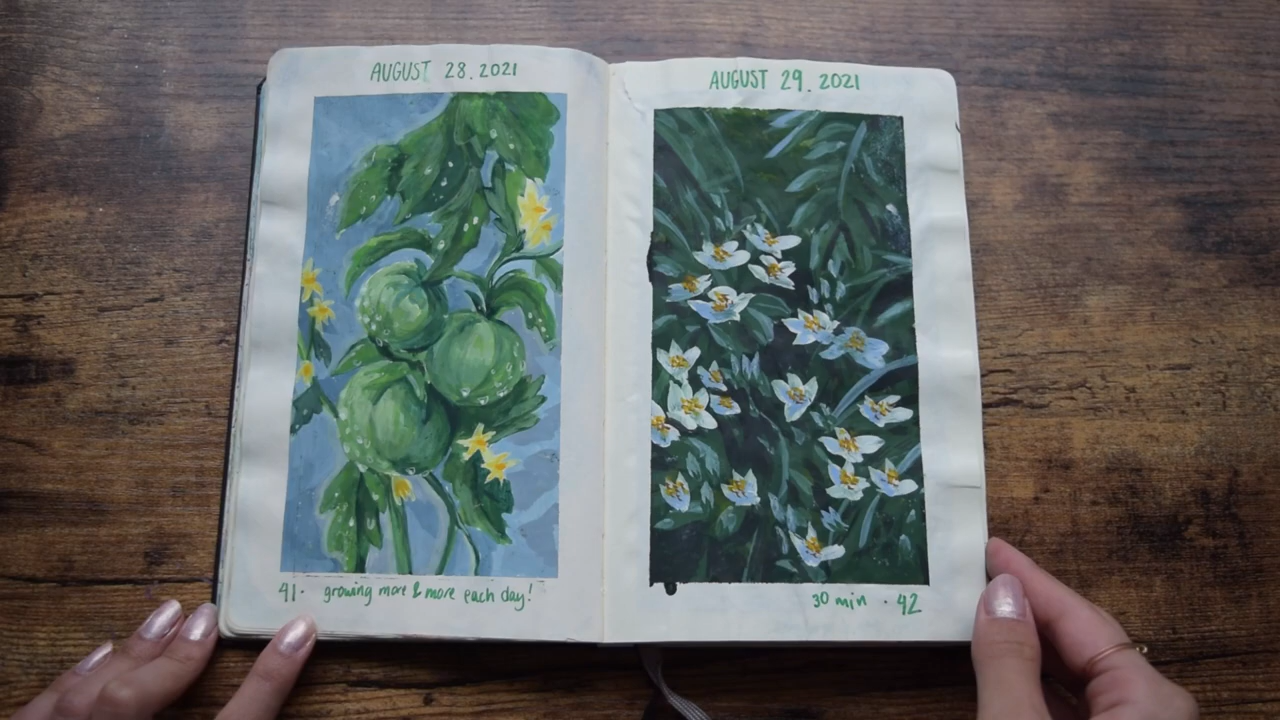 AUGUST 28.2021
41. growing more & more each day!
AUGUST 29.2021
30 min . 42